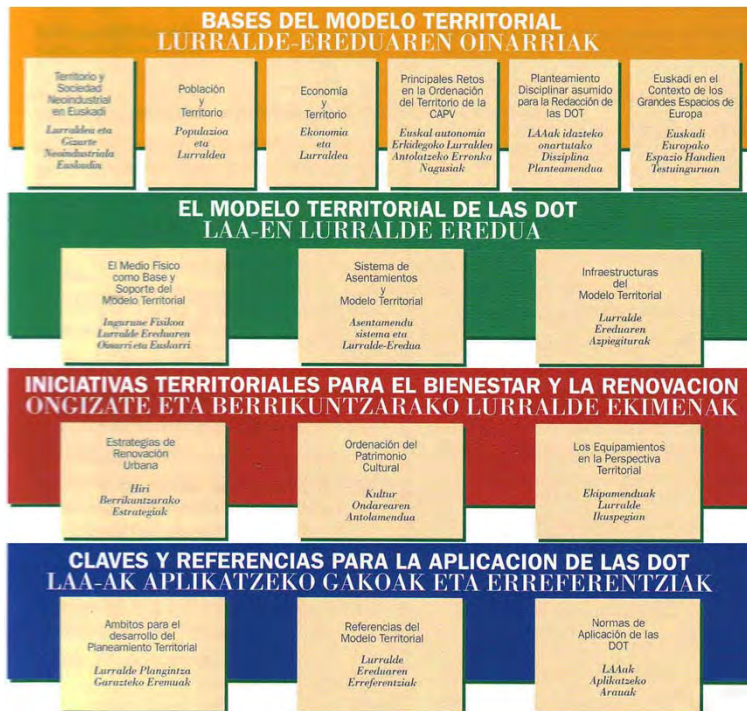 BASES DEL MODELO TERRITORIAL
LURRALDE-EREDUAREN OINARRIAK
Territorio y
Sociedad
Neoindustrial
en Euskadi
Lurraldea eta
Gizarte
Neoindustriala
Euskadin
Población
y
Territorio
Populazioa
eta
Lurraldea
Economía
y
Territorio
Ekonomia
eta
Lurraldea
Principales Retos
en la Ordenación
del Territorio de la
CAPV
Euskal autonomia
Erkidegoko Lurraldea
Antolatzeko Erronka
Nagusiak
Planteamiento
Disciplinar asumido
para la Redacción de
las DOT
LAAak idazteko
onartutako
Disziplina
Planteamendua
Euskadi en el
Contexto de los
Grandes Espacios de
Europa
Euskadi
Europako
Espazio Handien
Testuinguruan
EL MODELO TERRITORIAL DE LAS DOT
LAA-EN LURRALDE EREDUA
El Medio Físico
como Base y
Soporte del
Modelo Territorial
Ingurune Fisikoa
Lurralde Ereduaren
Oinarri eta Euskarri
Sistema de
Asentamientos
y
Modelo Territorial
Asentamendu
sistema eta
Lurralde-Eredua
Infraestructuras
del
Modelo Territorial
Lurralde
Ereduaren
Azpiegiturak
INICIATIVAS TERRITORIALES PARA EL BIENESTAR Y LA RENOVACION
ONGIZATE ETA BERRIKUNTZARAKO LURRALDE EKIMENAK
Estrategias de
Renovación
Urbana
Hiri
Berrikuntzarako
Estrategiak
Ordenación del
Patrimonio
Cultural
Kultur
Ondarearen
Antolamendua
Los Equipamientos
en la Perspectiva
Territorial
Ekipamenduak
Lurralde
Ikuspegian
CLAVES Y REFERENCIAS PARA LA APLICACION DE LAS DOT
LAA-AK APLIKATZEKO GAKOAK ETA ERREFERENTZIAK
Ambitos para el
desarrollo del
Planeamiento Territorial
Lurralde Plangintza
Garazteko Eremuak
Referencias del
Modelo Territorial
Lurralde
Ereduaren
Erreferentziak
Normas de
Aplicación de las
DOT
LAAak
Aplikatzeko
Arauak